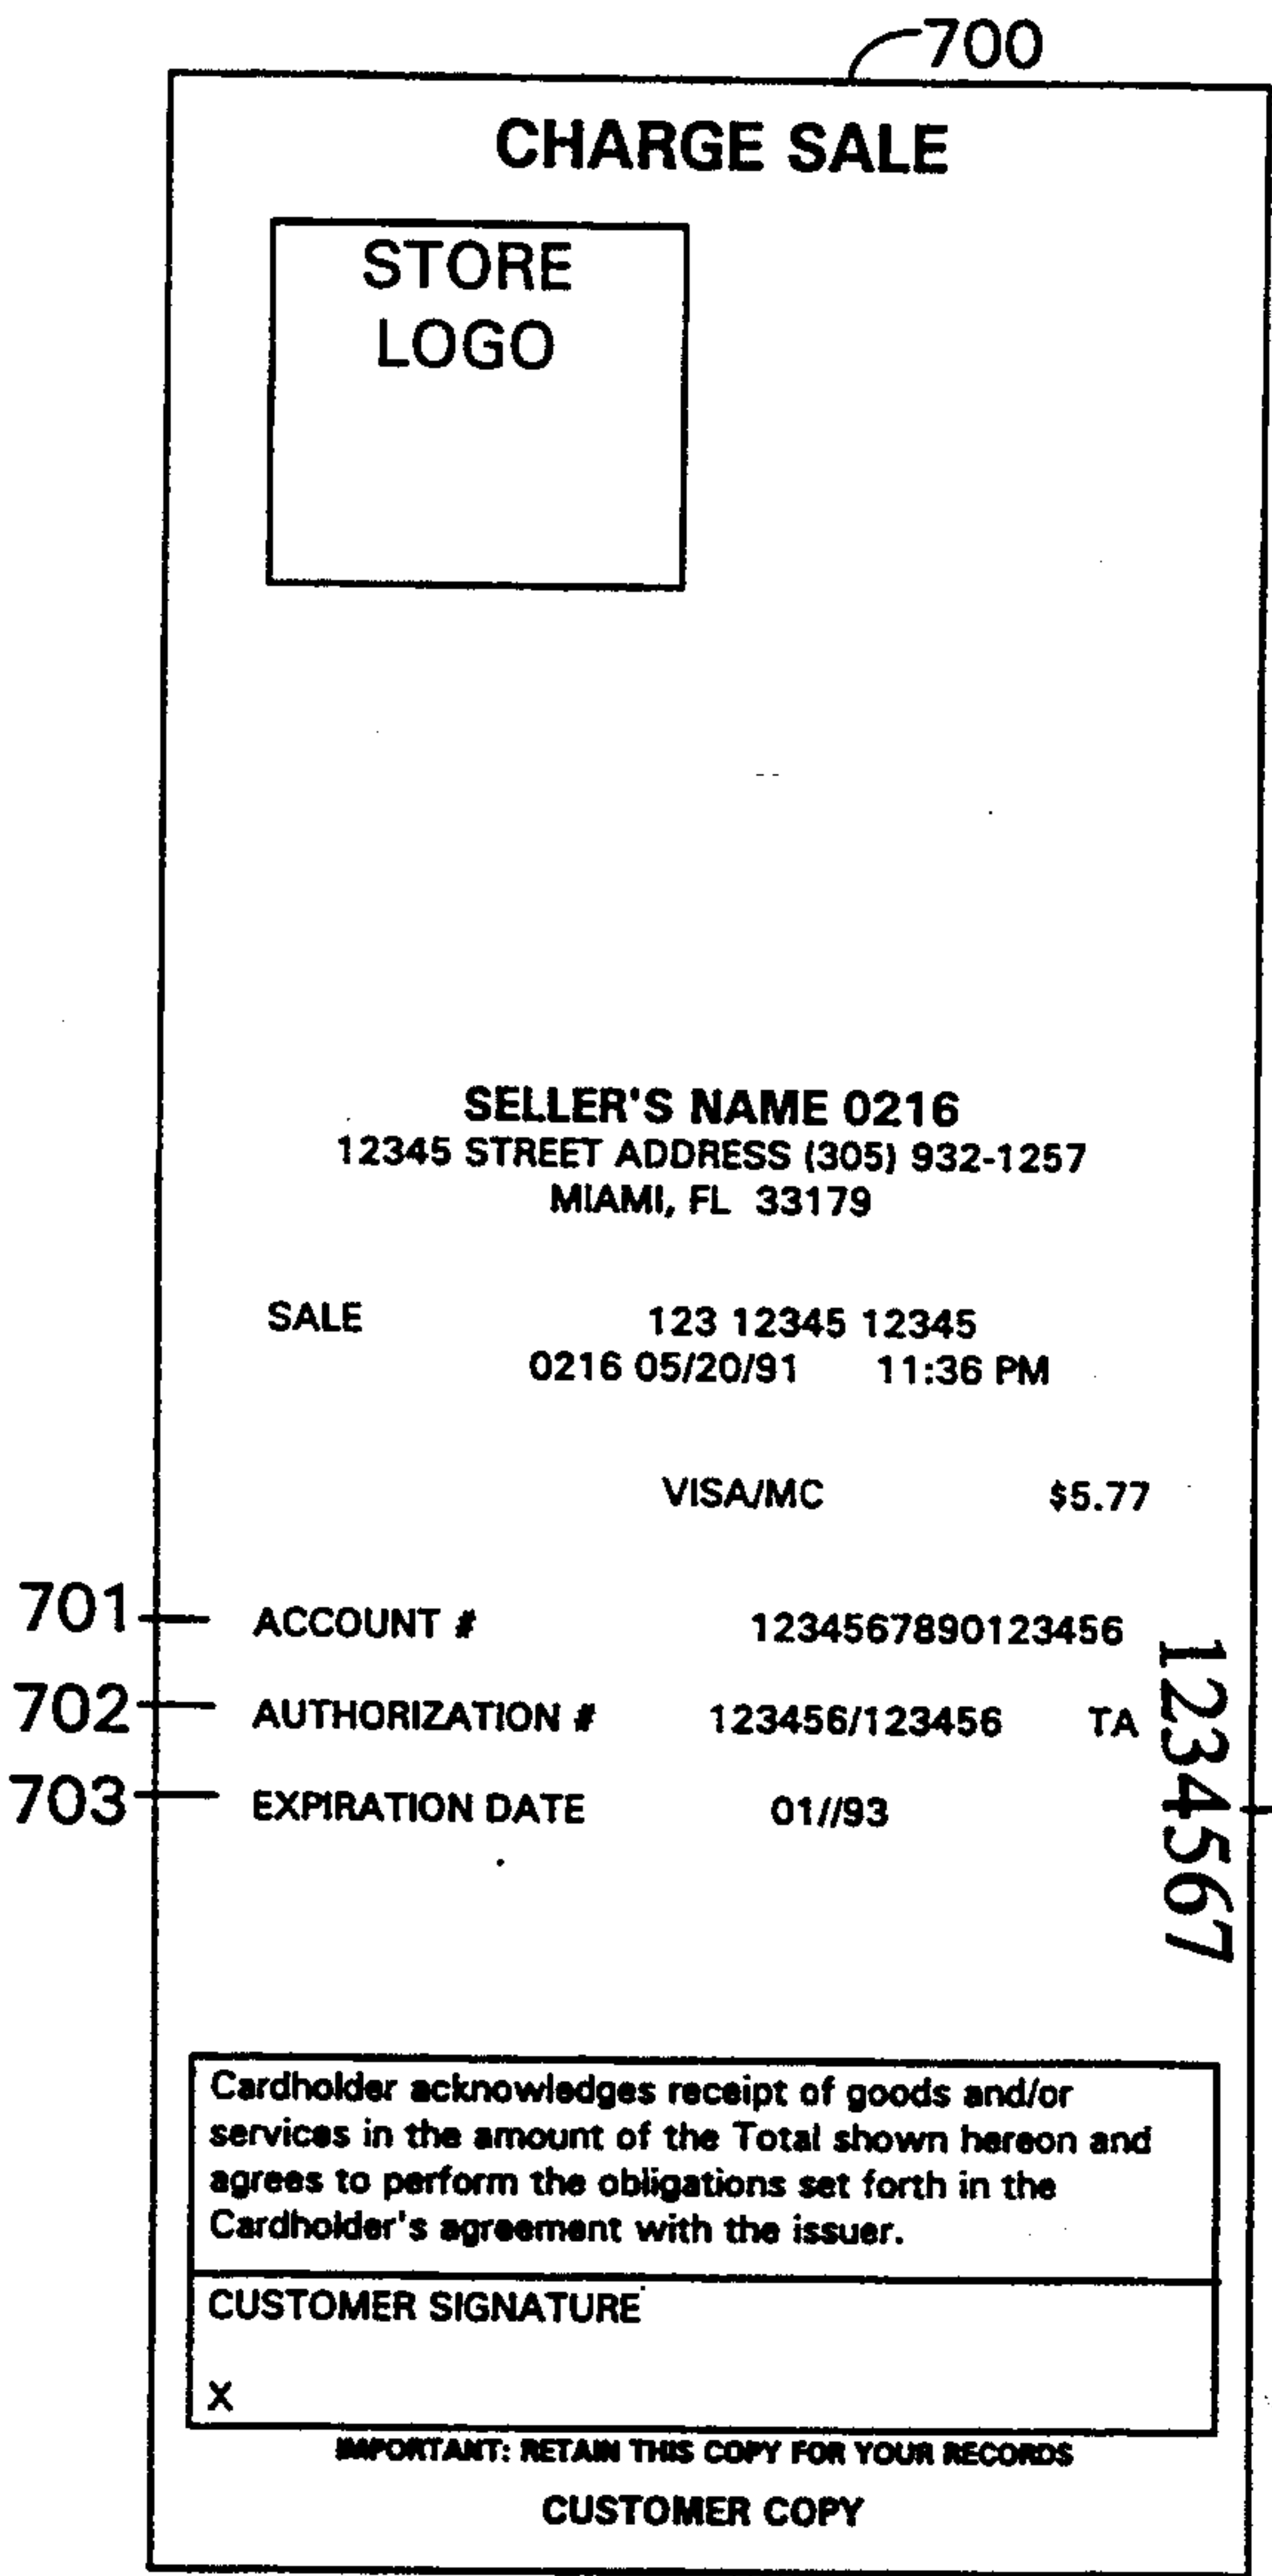 700
CHARGE SALE
STORE
LOGO
SELLER'S NAME 0216
12345 STREET ADDRESS (305) 932-1257
MIAMI, FL 33179
SALE 123 12345 12345
0216 05/20/91 11:36 PM
VISA/MC $5.77
701 ACCOUNT # 1234567890123456
702 AUTHORIZATION # 123456/123456 TA
703 EXPIRATION DATE 01//93
1234567
Cardholder acknowledges receipt of goods and/or
services in the amount of the Total shown hereon and
agrees to perform the obligations set forth in the
Cardholder's agreement with the issuer.
CUSTOMER SIGNATURE
X
IMPORTANT: RETAIN THIS COPY FOR YOUR RECORDS
CUSTOMER COPY